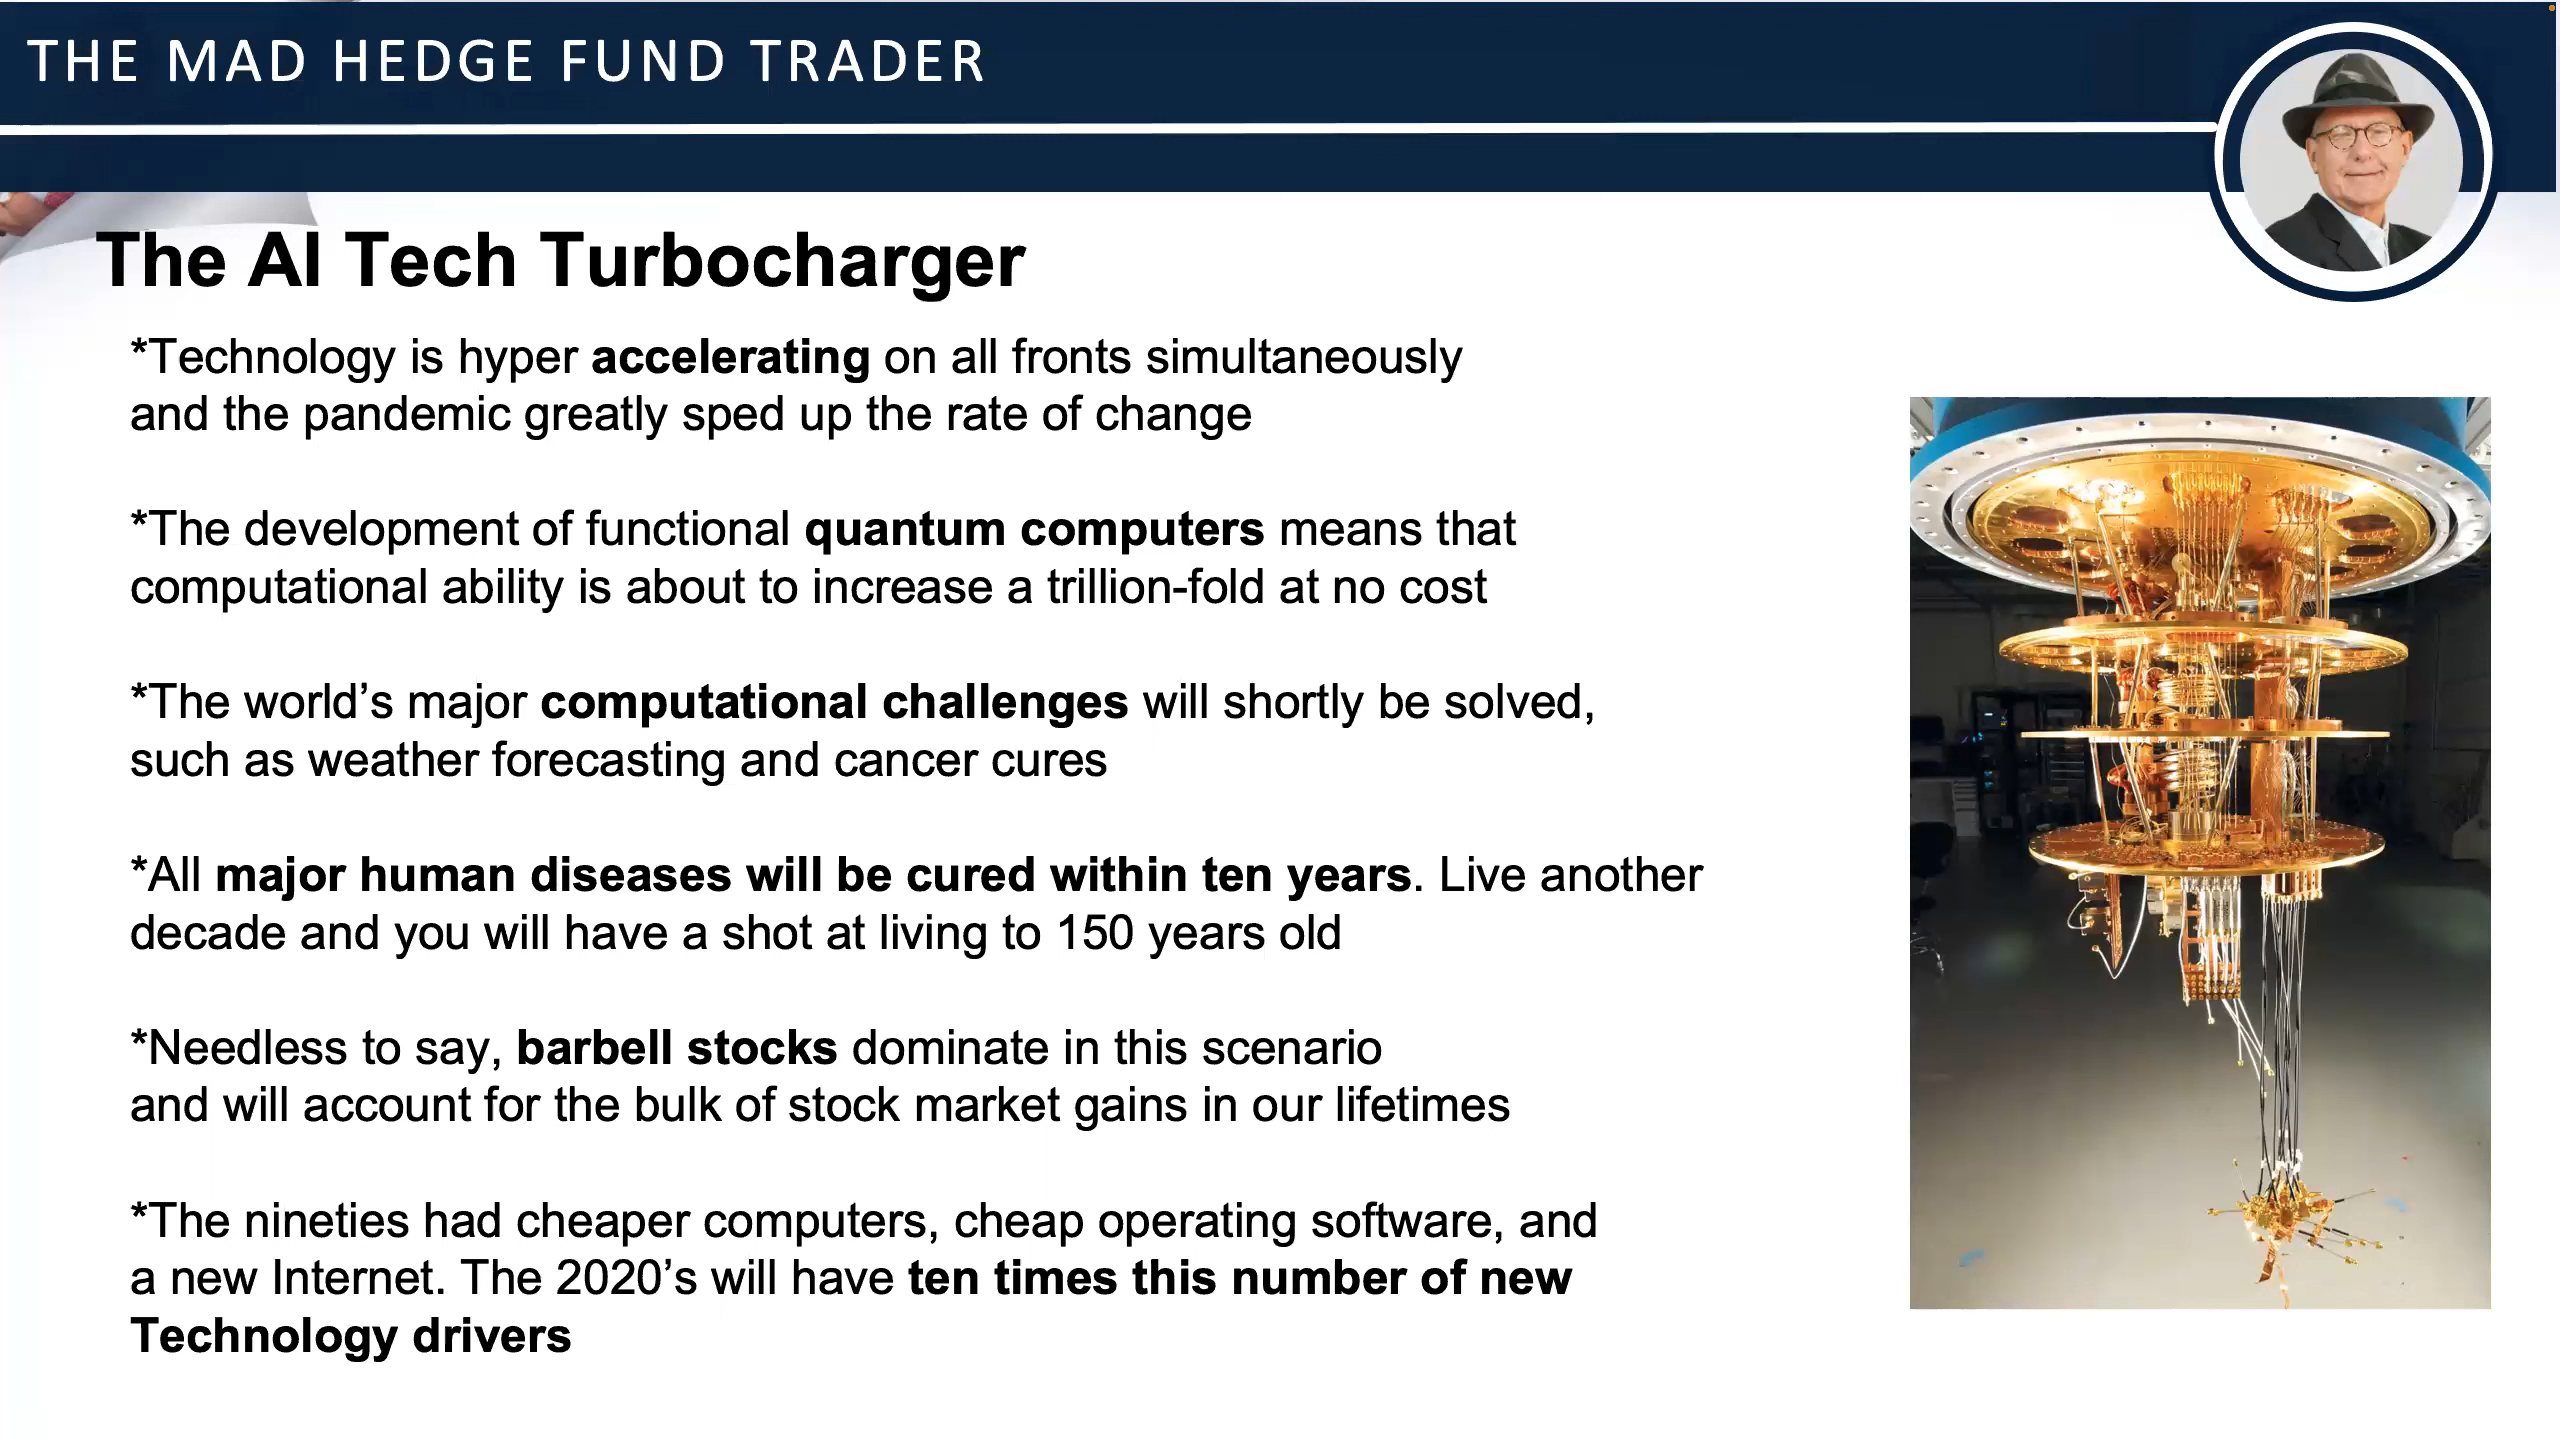 THE MAD HEDGE FUND TRADER
The AI Tech Turbocharger
*Technology is hyper accelerating on all fronts simultaneously
and the pandemic greatly sped up the rate of change
*The development of functional quantum computers means that
computational ability is about to increase a trillion-fold at no cost
*The world’s major computational challenges will shortly be solved,
such as weather forecasting and cancer cures
*All major human diseases will be cured within ten years. Live another
decade and you will have a shot at living to 150 years old
*Needless to say, barbell stocks dominate in this scenario
and will account for the bulk of stock market gains in our lifetimes
*The nineties had cheaper computers, cheap operating software, and
a new Internet. The 2020’s will have ten times this number of new
Technology drivers